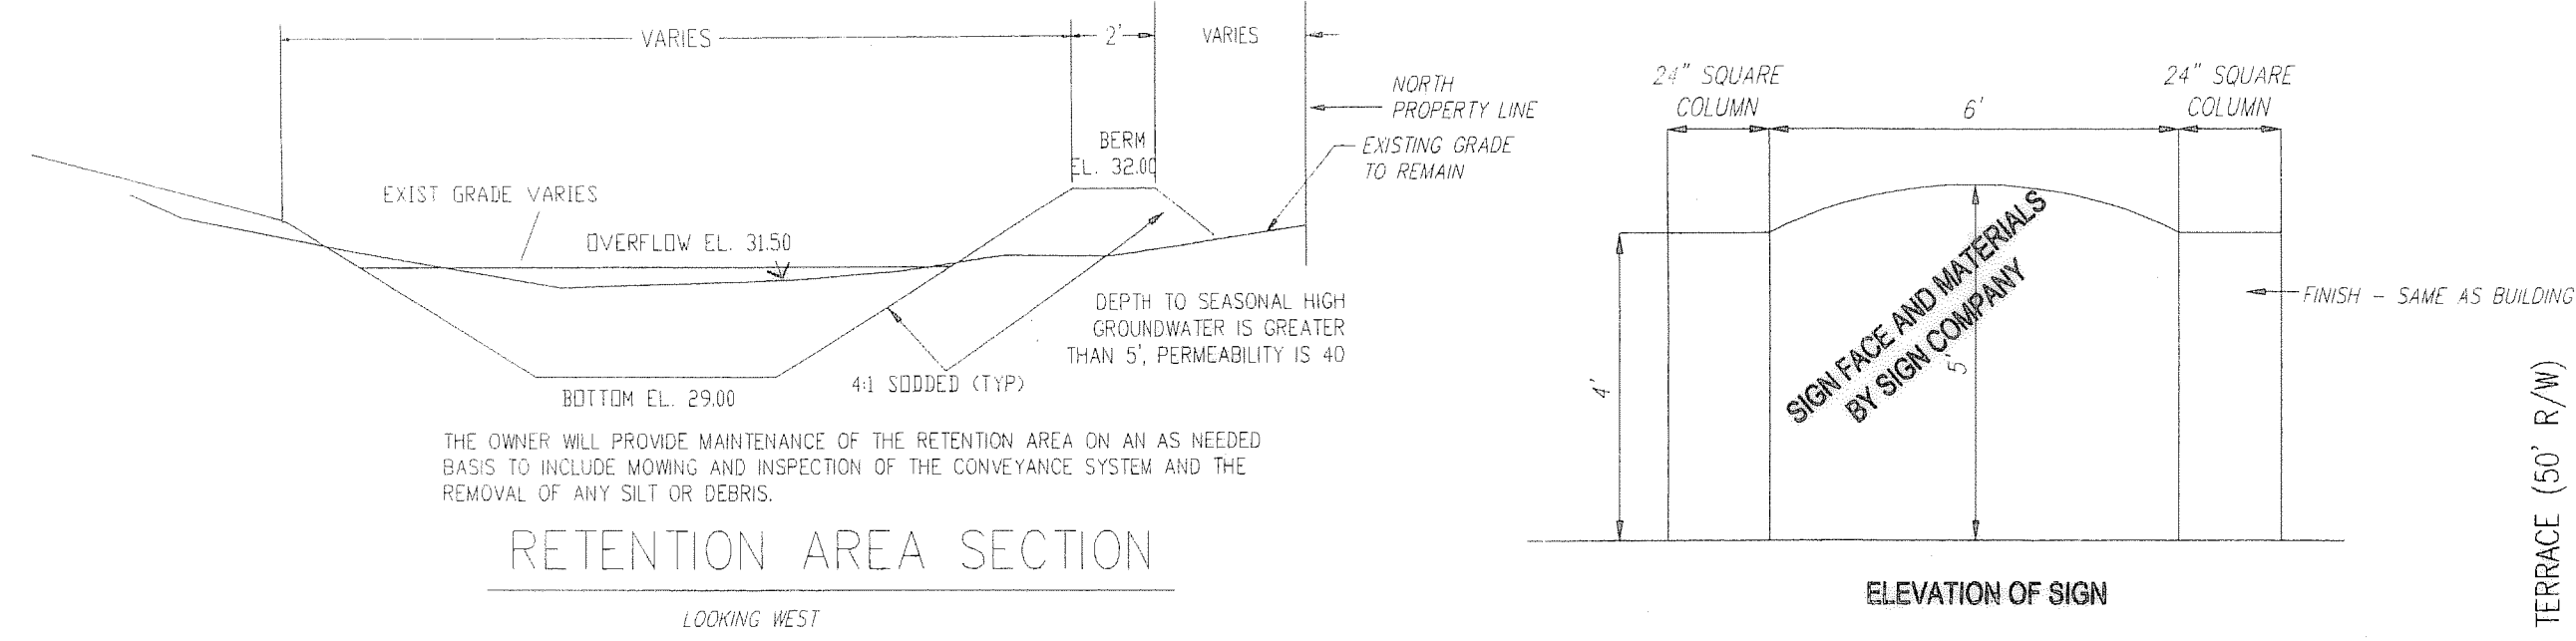 VARIES
2'
VARIES
NORTH
PROPERTY LINE
BERM
EL. 32.00
EXISTING GRADE
TO REMAIN
EXIST GRADE VARIES
OVERFLOW EL. 31.50
DEPTH TO SEASONAL HIGH
GROUNDWATER IS GREATER
THAN 5', PERMEABILITY IS 40
4:1 SODDED (TYP)
BOTTOM EL. 29.00
THE OWNER WILL PROVIDE MAINTENANCE OF THE RETENTION AREA ON AN AS NEEDED
BASIS TO INCLUDE MOWING AND INSPECTION OF THE CONVEYANCE SYSTEM AND THE
REMOVAL OF ANY SILT OR DEBRIS.
RETENTION AREA SECTION
LOOKING WEST
24" SQUARE
COLUMN
6'
24" SQUARE
COLUMN
SIGN FACE AND MATERIALS
BY SIGN COMPANY
4'
5'
FINISH - SAME AS BUILDING
ELEVATION OF SIGN
TERRACE (50' R/W)